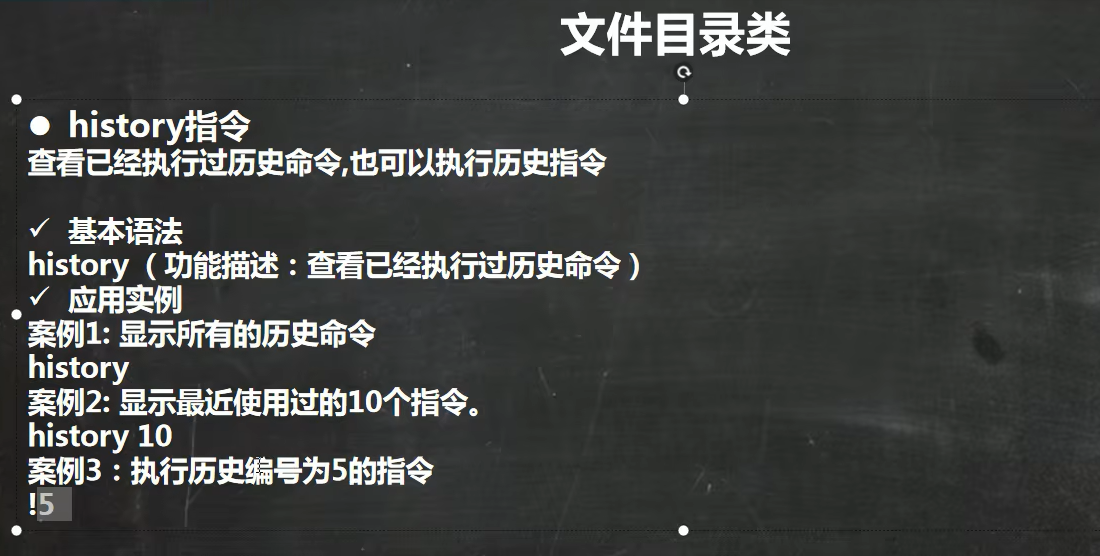 文件目录类
● history指令
查看已经执行过历史命令,也可以执行历史指令
✓ 基本语法
history（功能描述：查看已经执行过历史命令）
✓ 应用实例
案例1: 显示所有的历史命令
history
案例2: 显示最近使用过的10个指令。
history 10
案例3：执行历史编号为5的指令
!5